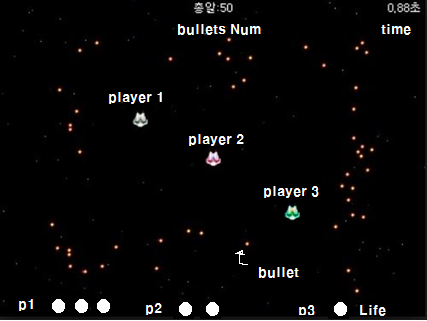 총알:50
0.88초
bullets Num
time
player 1
player 2
player 3
bullet
p1
p2
p3
Life